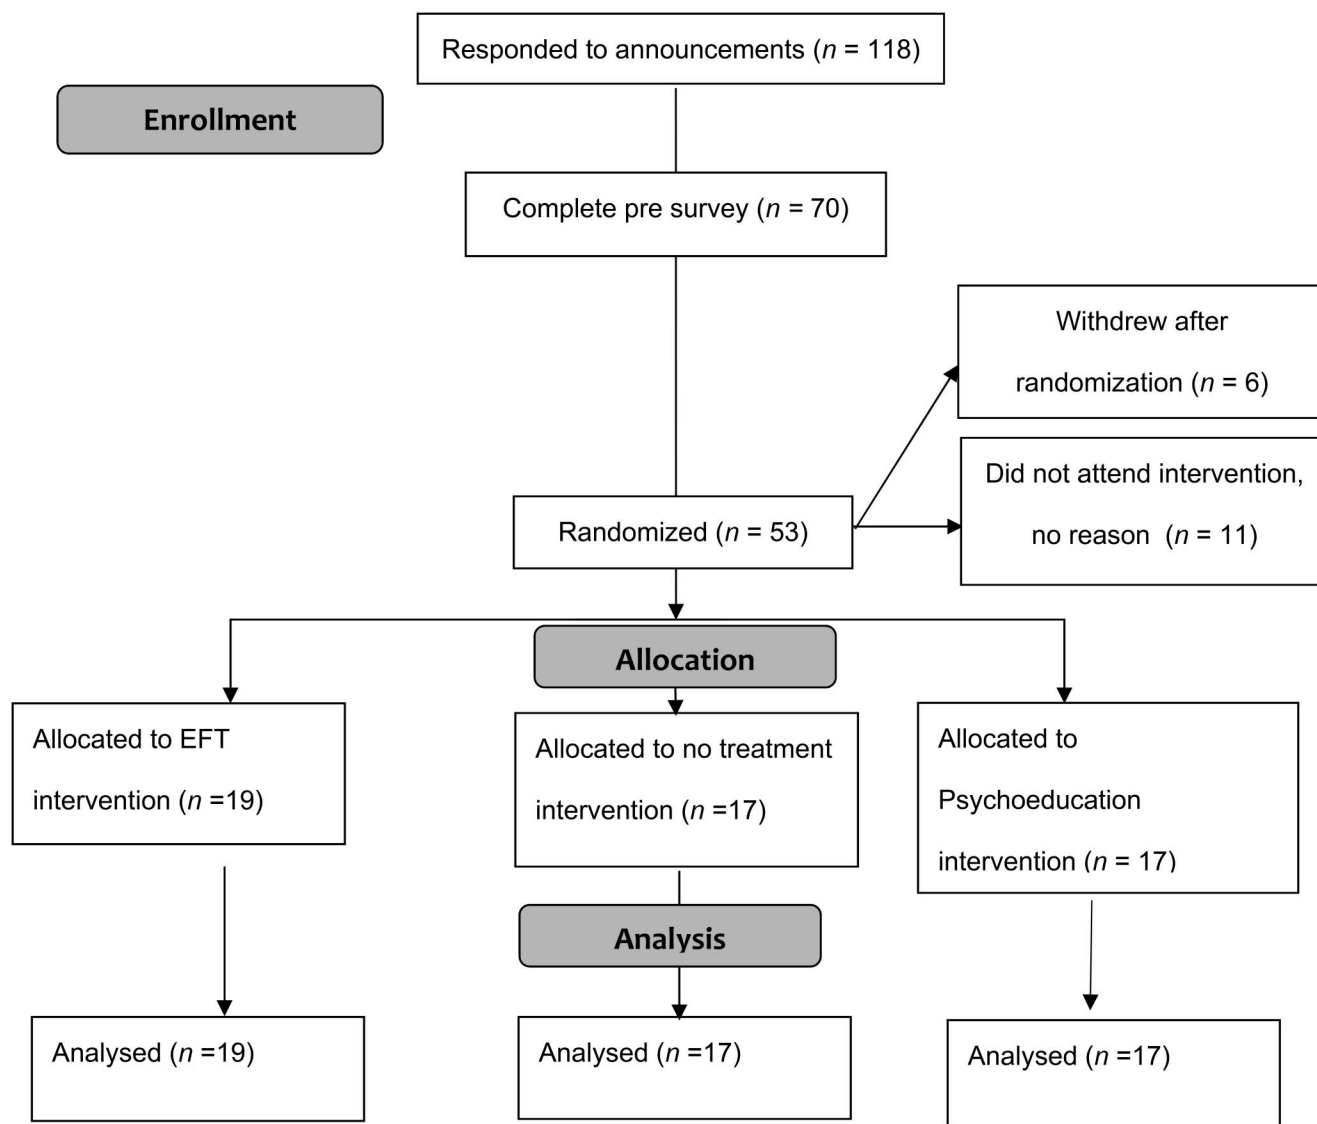 Responded to announcements (n = 118)
Enrollment
Complete pre survey (n = 70)
Withdrew after
randomization (n = 6)
Did not attend intervention,
no reason (n = 11)
Randomized (n = 53)
Allocation
Allocated to EFT
intervention (n =19)
Allocated to no treatment
intervention (n =17)
Allocated to
Psychoeducation
intervention (n = 17)
Analysis
Analysed (n =19)
Analysed (n =17)
Analysed (n =17)